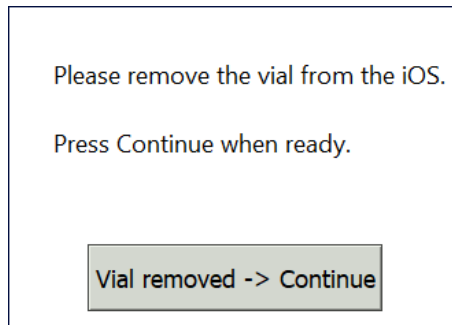 Please remove the vial from the iOS.
Press Continue when ready.
Vial removed -> Continue